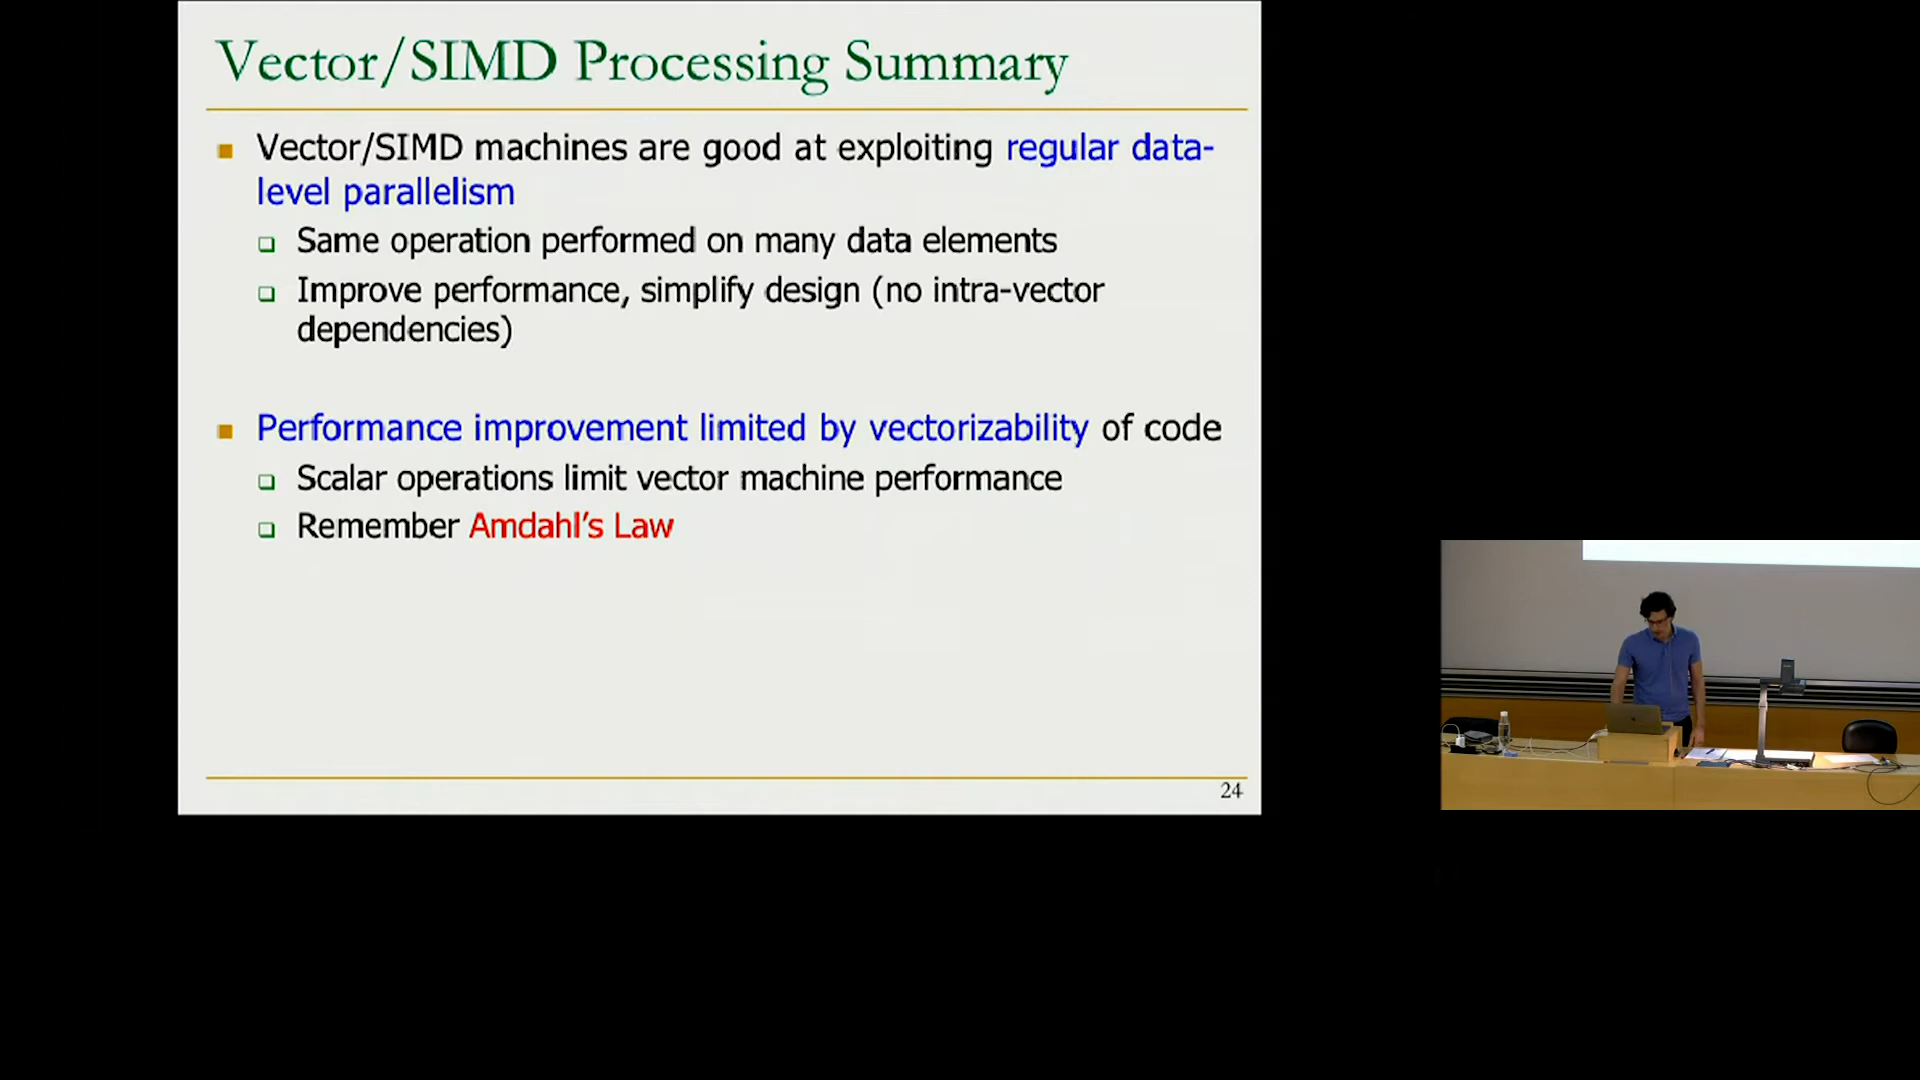 Vector/SIMD Processing Summary
Vector/SIMD machines are good at exploiting regular data-
level parallelism
Same operation performed on many data elements
Improve performance, simplify design (no intra-vector
dependencies)
Performance improvement limited by vectorizability of code
Scalar operations limit vector machine performance
Remember Amdahl’s Law
24